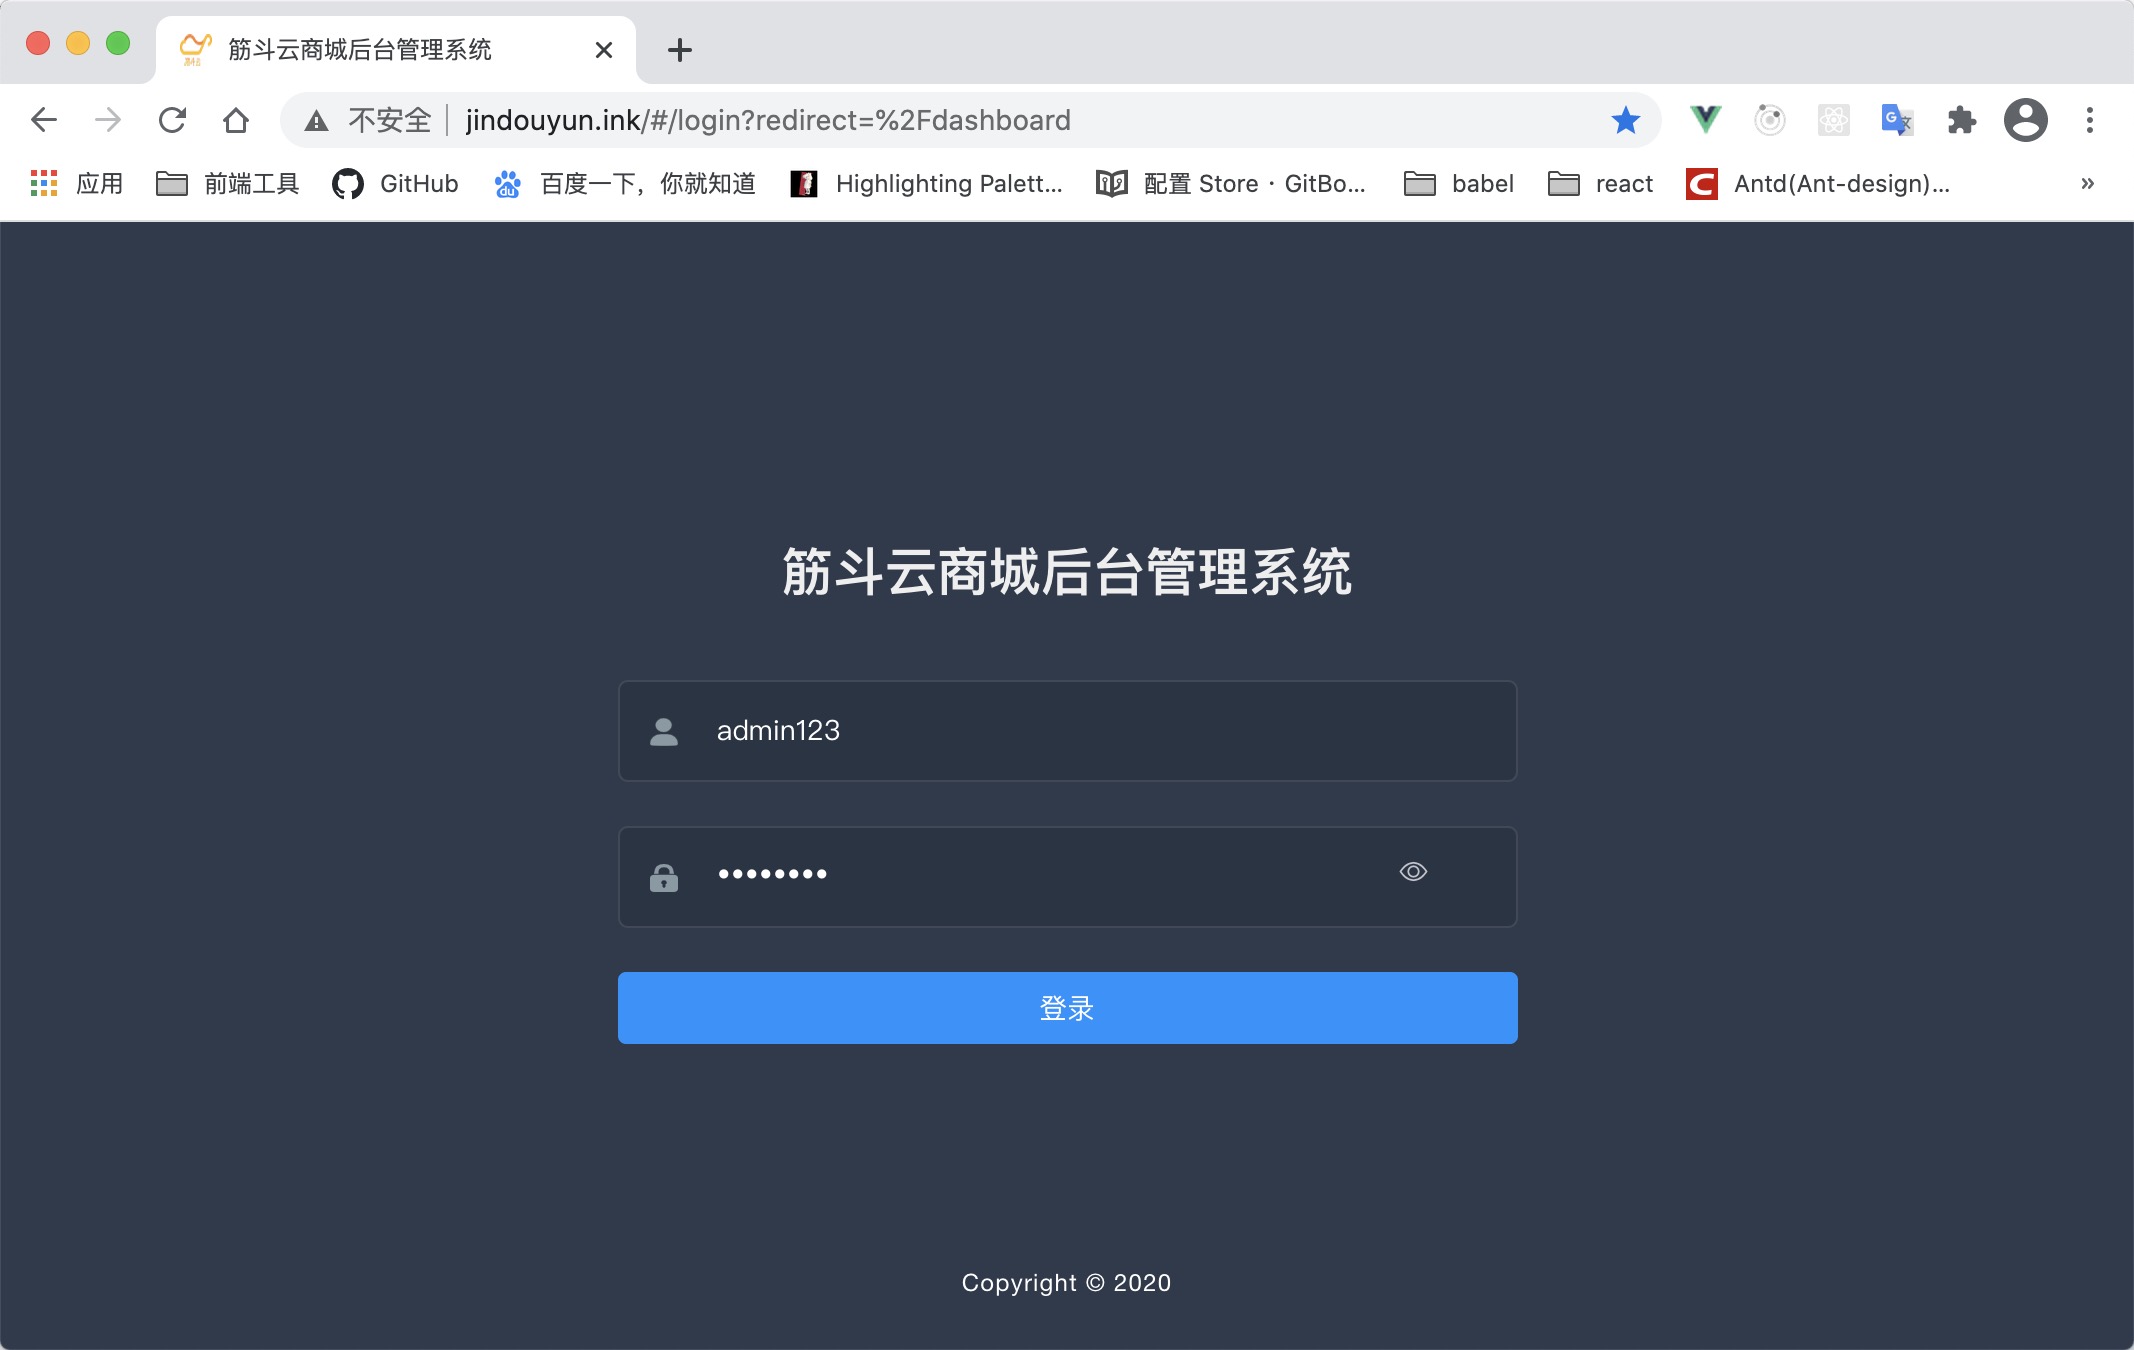 筋斗云商城后台管理系统
不安全 jindouyun.ink/#/login?redirect=%2Fdashboard
应用 前端工具 GitHub 百度一下，你就知道 Highlighting Palett... 配置 Store · GitBo... babel react Antd(Ant-design)... »
筋斗云商城后台管理系统
admin123
••••••••
登录
Copyright © 2020